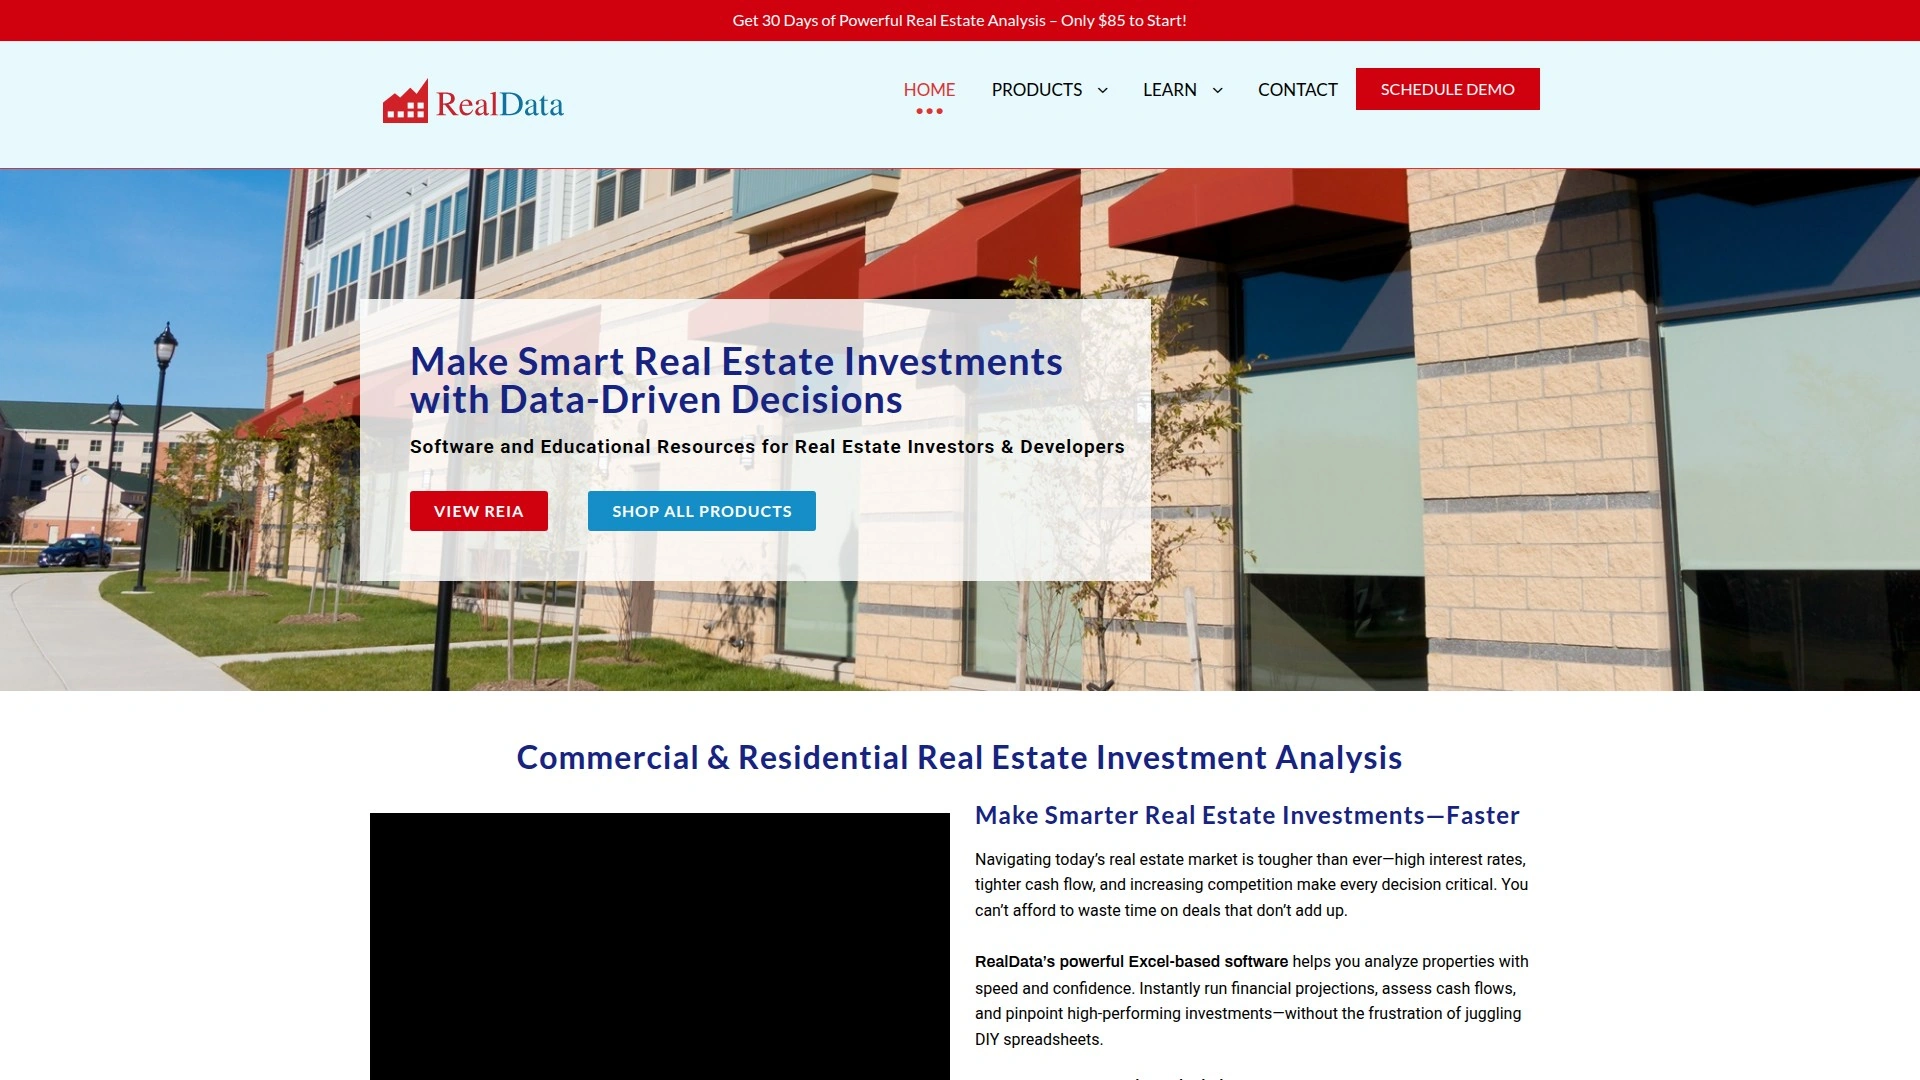 Get 30 Days of Powerful Real Estate Analysis – Only $85 to Start!
RealData
HOME
PRODUCTS
LEARN
CONTACT
SCHEDULE DEMO
Make Smart Real Estate Investments
with Data-Driven Decisions
Software and Educational Resources for Real Estate Investors & Developers
VIEW REIA
SHOP ALL PRODUCTS
Commercial & Residential Real Estate Investment Analysis
Make Smarter Real Estate Investments—Faster
Navigating today’s real estate market is tougher than ever—high interest rates,
tighter cash flow, and increasing competition make every decision critical. You
can’t afford to waste time on deals that don’t add up.
RealData’s powerful Excel-based software helps you analyze properties with
speed and confidence. Instantly run financial projections, assess cash flows,
and pinpoint high-performing investments—without the frustration of juggling
DIY spreadsheets.